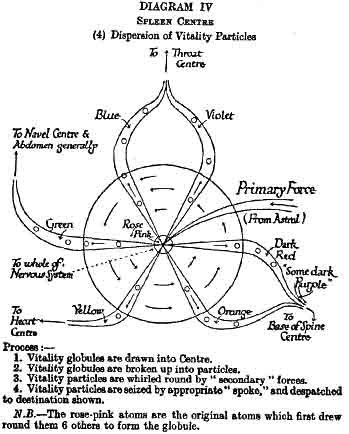 DIAGRAM IV
SPLEEN CENTRE
(4) Dispersion of Vitality Particles
To Throat
Centre
Blue
Violet
To Navel Centre &
Abdomen generally
Primary Force
(From Astral)
Green
Rose
Pink
Dark
Red
To whole of
Nervous System
"Some dark
Purple"
Yellow
Orange
To
Heart
Centre
To
Base of Spine
Centre
Process :—
1. Vitality globules are drawn into Centre.
2. Vitality globules are broken up into particles.
3. Vitality particles are whirled round by "secondary" forces.
4. Vitality particles are seized by appropriate "spoke," and despatched
to destination shown.
N.B.—The rose-pink atoms are the original atoms which first drew
round them 6 others to form the globule.